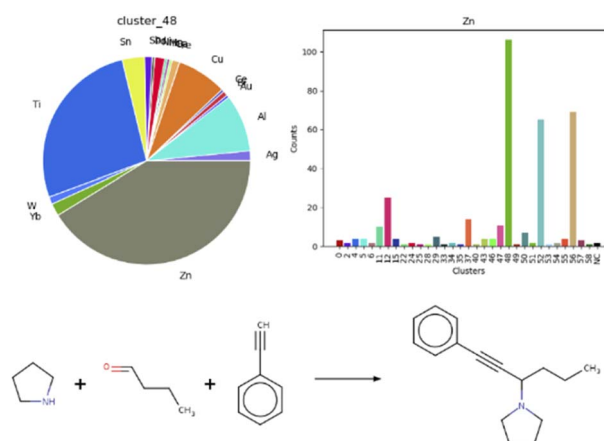 cluster_48
Sn
Cu
Au
Al
Ag
Ti
W
Yb
Zn
Zn
Counts
100
80
60
40
20
0
0 2 4 5 6 11 12 15 22 24 25 28 29 33 34 35 37 40 43 46 47 48 49 50 51 52 53 54 55 56 57 58 NC
Clusters
NH
+
O
CH₃
+
CH
CH₃
N